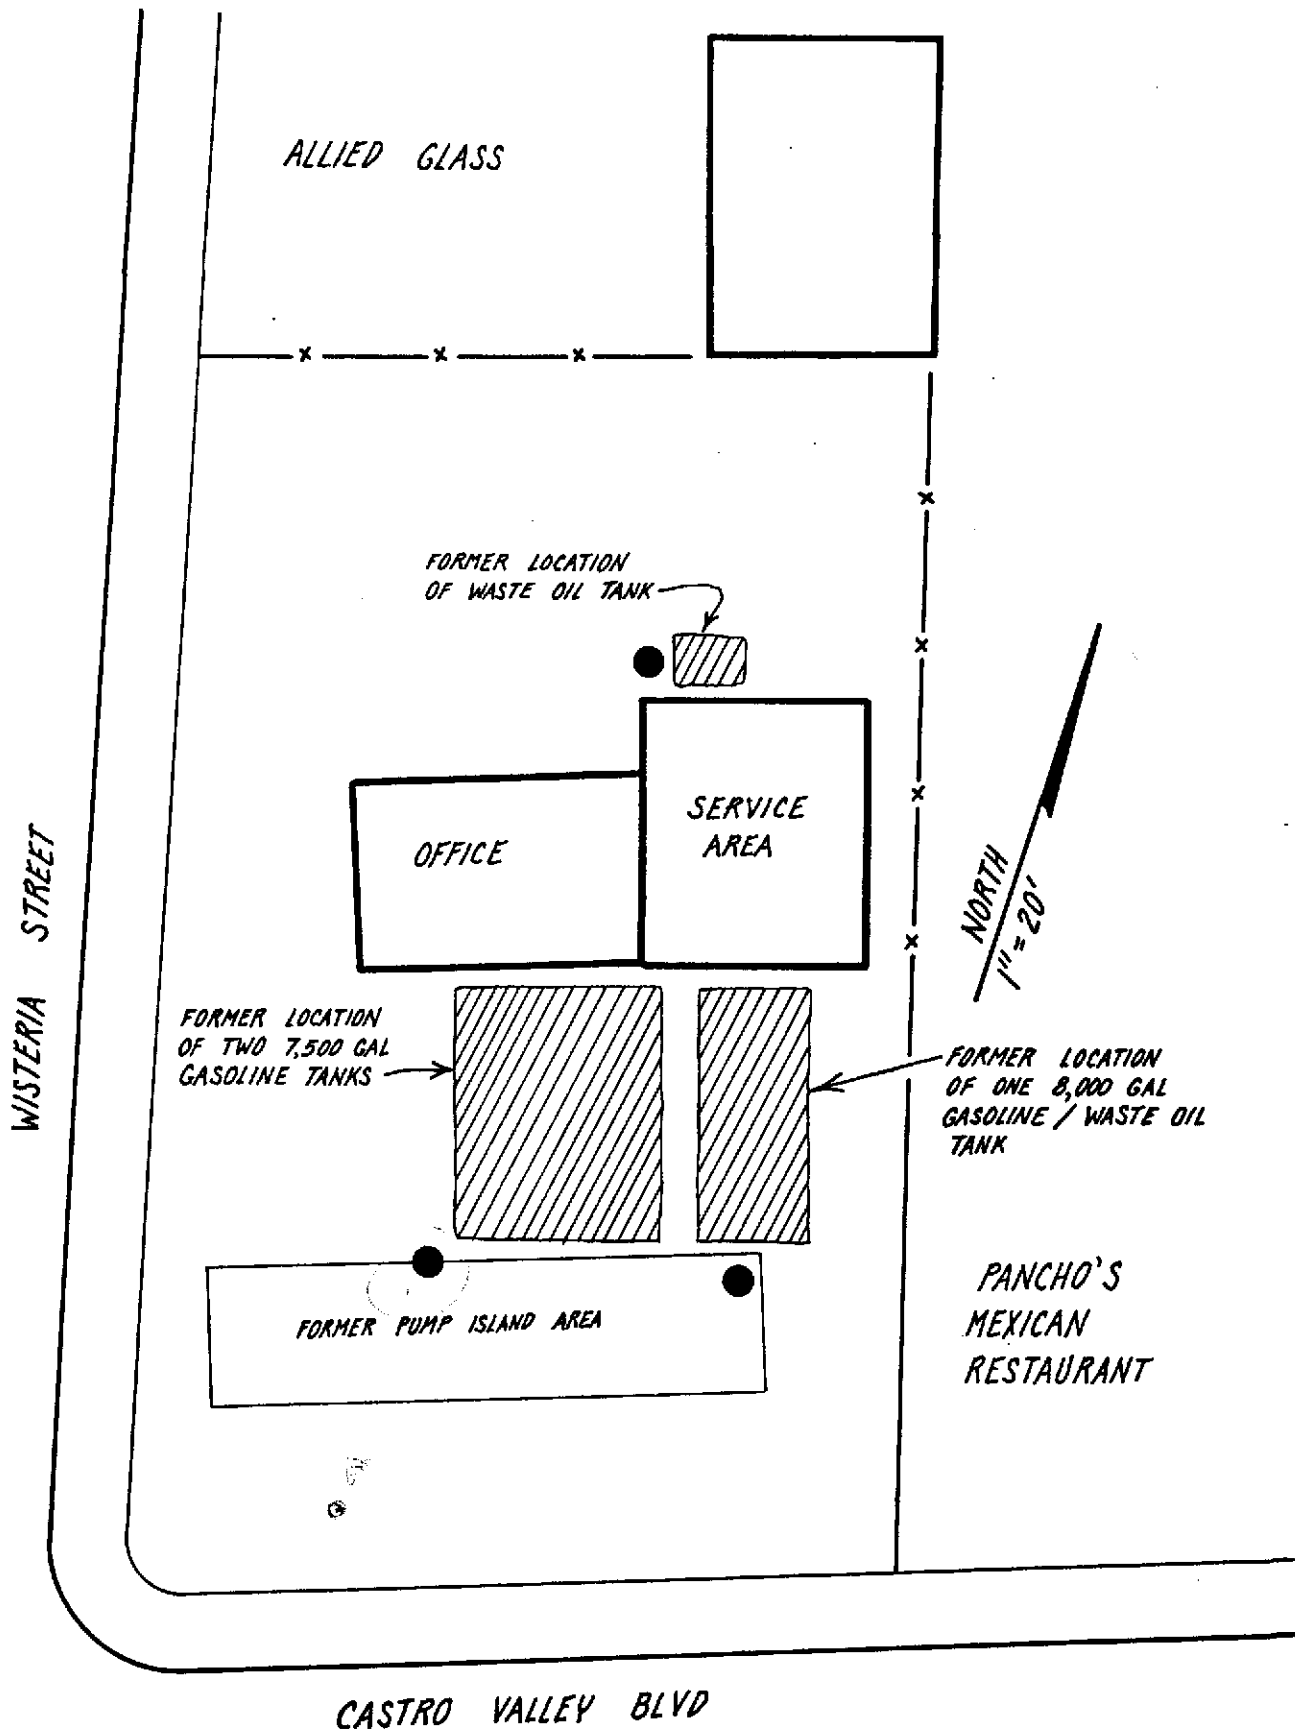 ALLIED GLASS
FORMER LOCATION
OF WASTE OIL TANK
SERVICE
AREA
OFFICE
NORTH
1" = 20'
WISTERIA STREET
FORMER LOCATION
OF TWO 7,500 GAL
GASOLINE TANKS
FORMER LOCATION
OF ONE 8,000 GAL
GASOLINE / WASTE OIL
TANK
PANCHO'S
MEXICAN
RESTAURANT
FORMER PUMP ISLAND AREA
CASTRO VALLEY BLVD